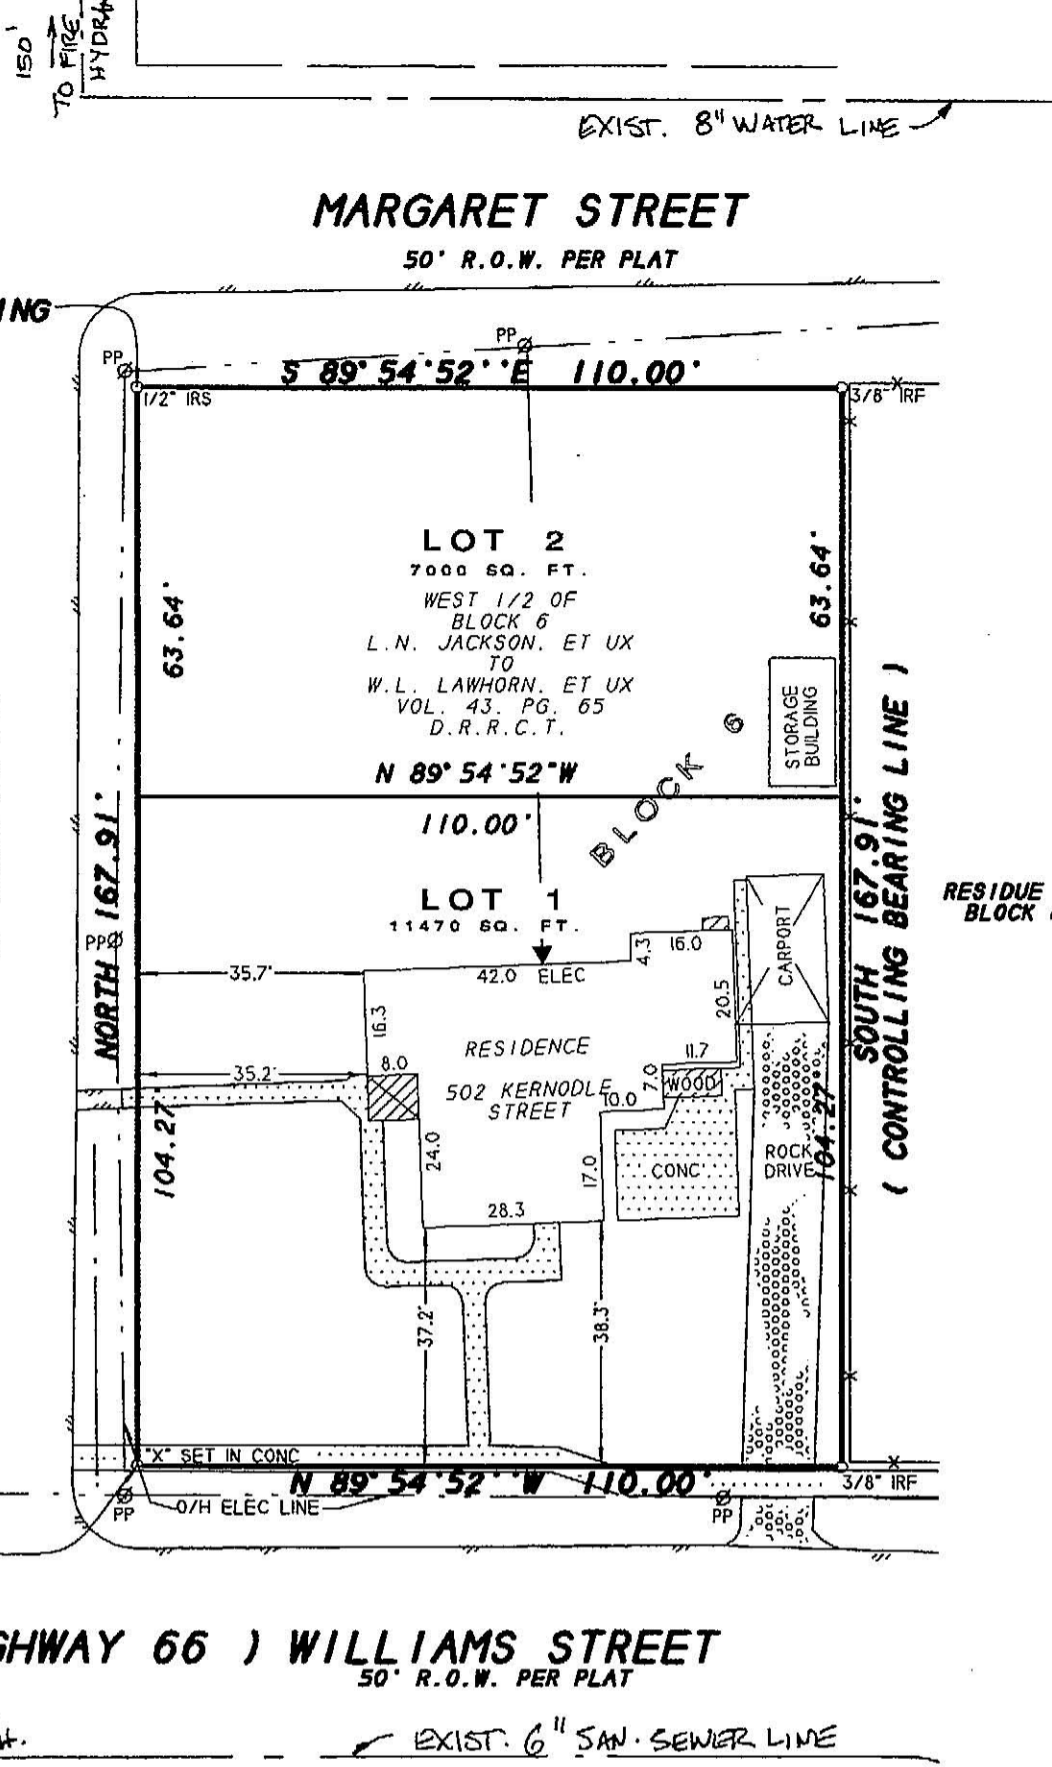 150'
TO FIRE
EXIST. 8" WATER LINE
MARGARET STREET
50' R.O.W. PER PLAT
PP
PP
S 89°54'52"E 110.00'
1/2" IRS
3/8" IRF
LOT 2
7000 SQ. FT.
WEST 1/2 OF
BLOCK 6
L.N. JACKSON, ET UX
TO
W.L. LAWHORN, ET UX
VOL. 43, PG. 65
D.R.R.C.T.
63.64'
63.64'
STORAGE
BUILDING
N 89°54'52"W
110.00'
BLOCK 6
NORTH 167.91'
SOUTH 167.91'
( CONTROLLING BEARING LINE )
RESIDUE
BLOCK
LOT 1
11470 SQ. FT.
PP
35.7'
42.0
ELEC
4.3
16.0
CARPORT
16.3
20.5
RESIDENCE
502 KERNODLE
STREET
35.2'
8.0
11.7
7.0
WOOD
10.0
104.27'
104.27'
24.0
17.0
CONC
ROCK
DRIVE
28.3
37.2'
38.3'
"X" SET IN CONC
N 89°54'52"W 110.00'
3/8" IRF
PP
O/H ELEC LINE
PP
66 ) WILLIAMS STREET
50' R.O.W. PER PLAT
EXIST. 6" SAN. SEWER LINE